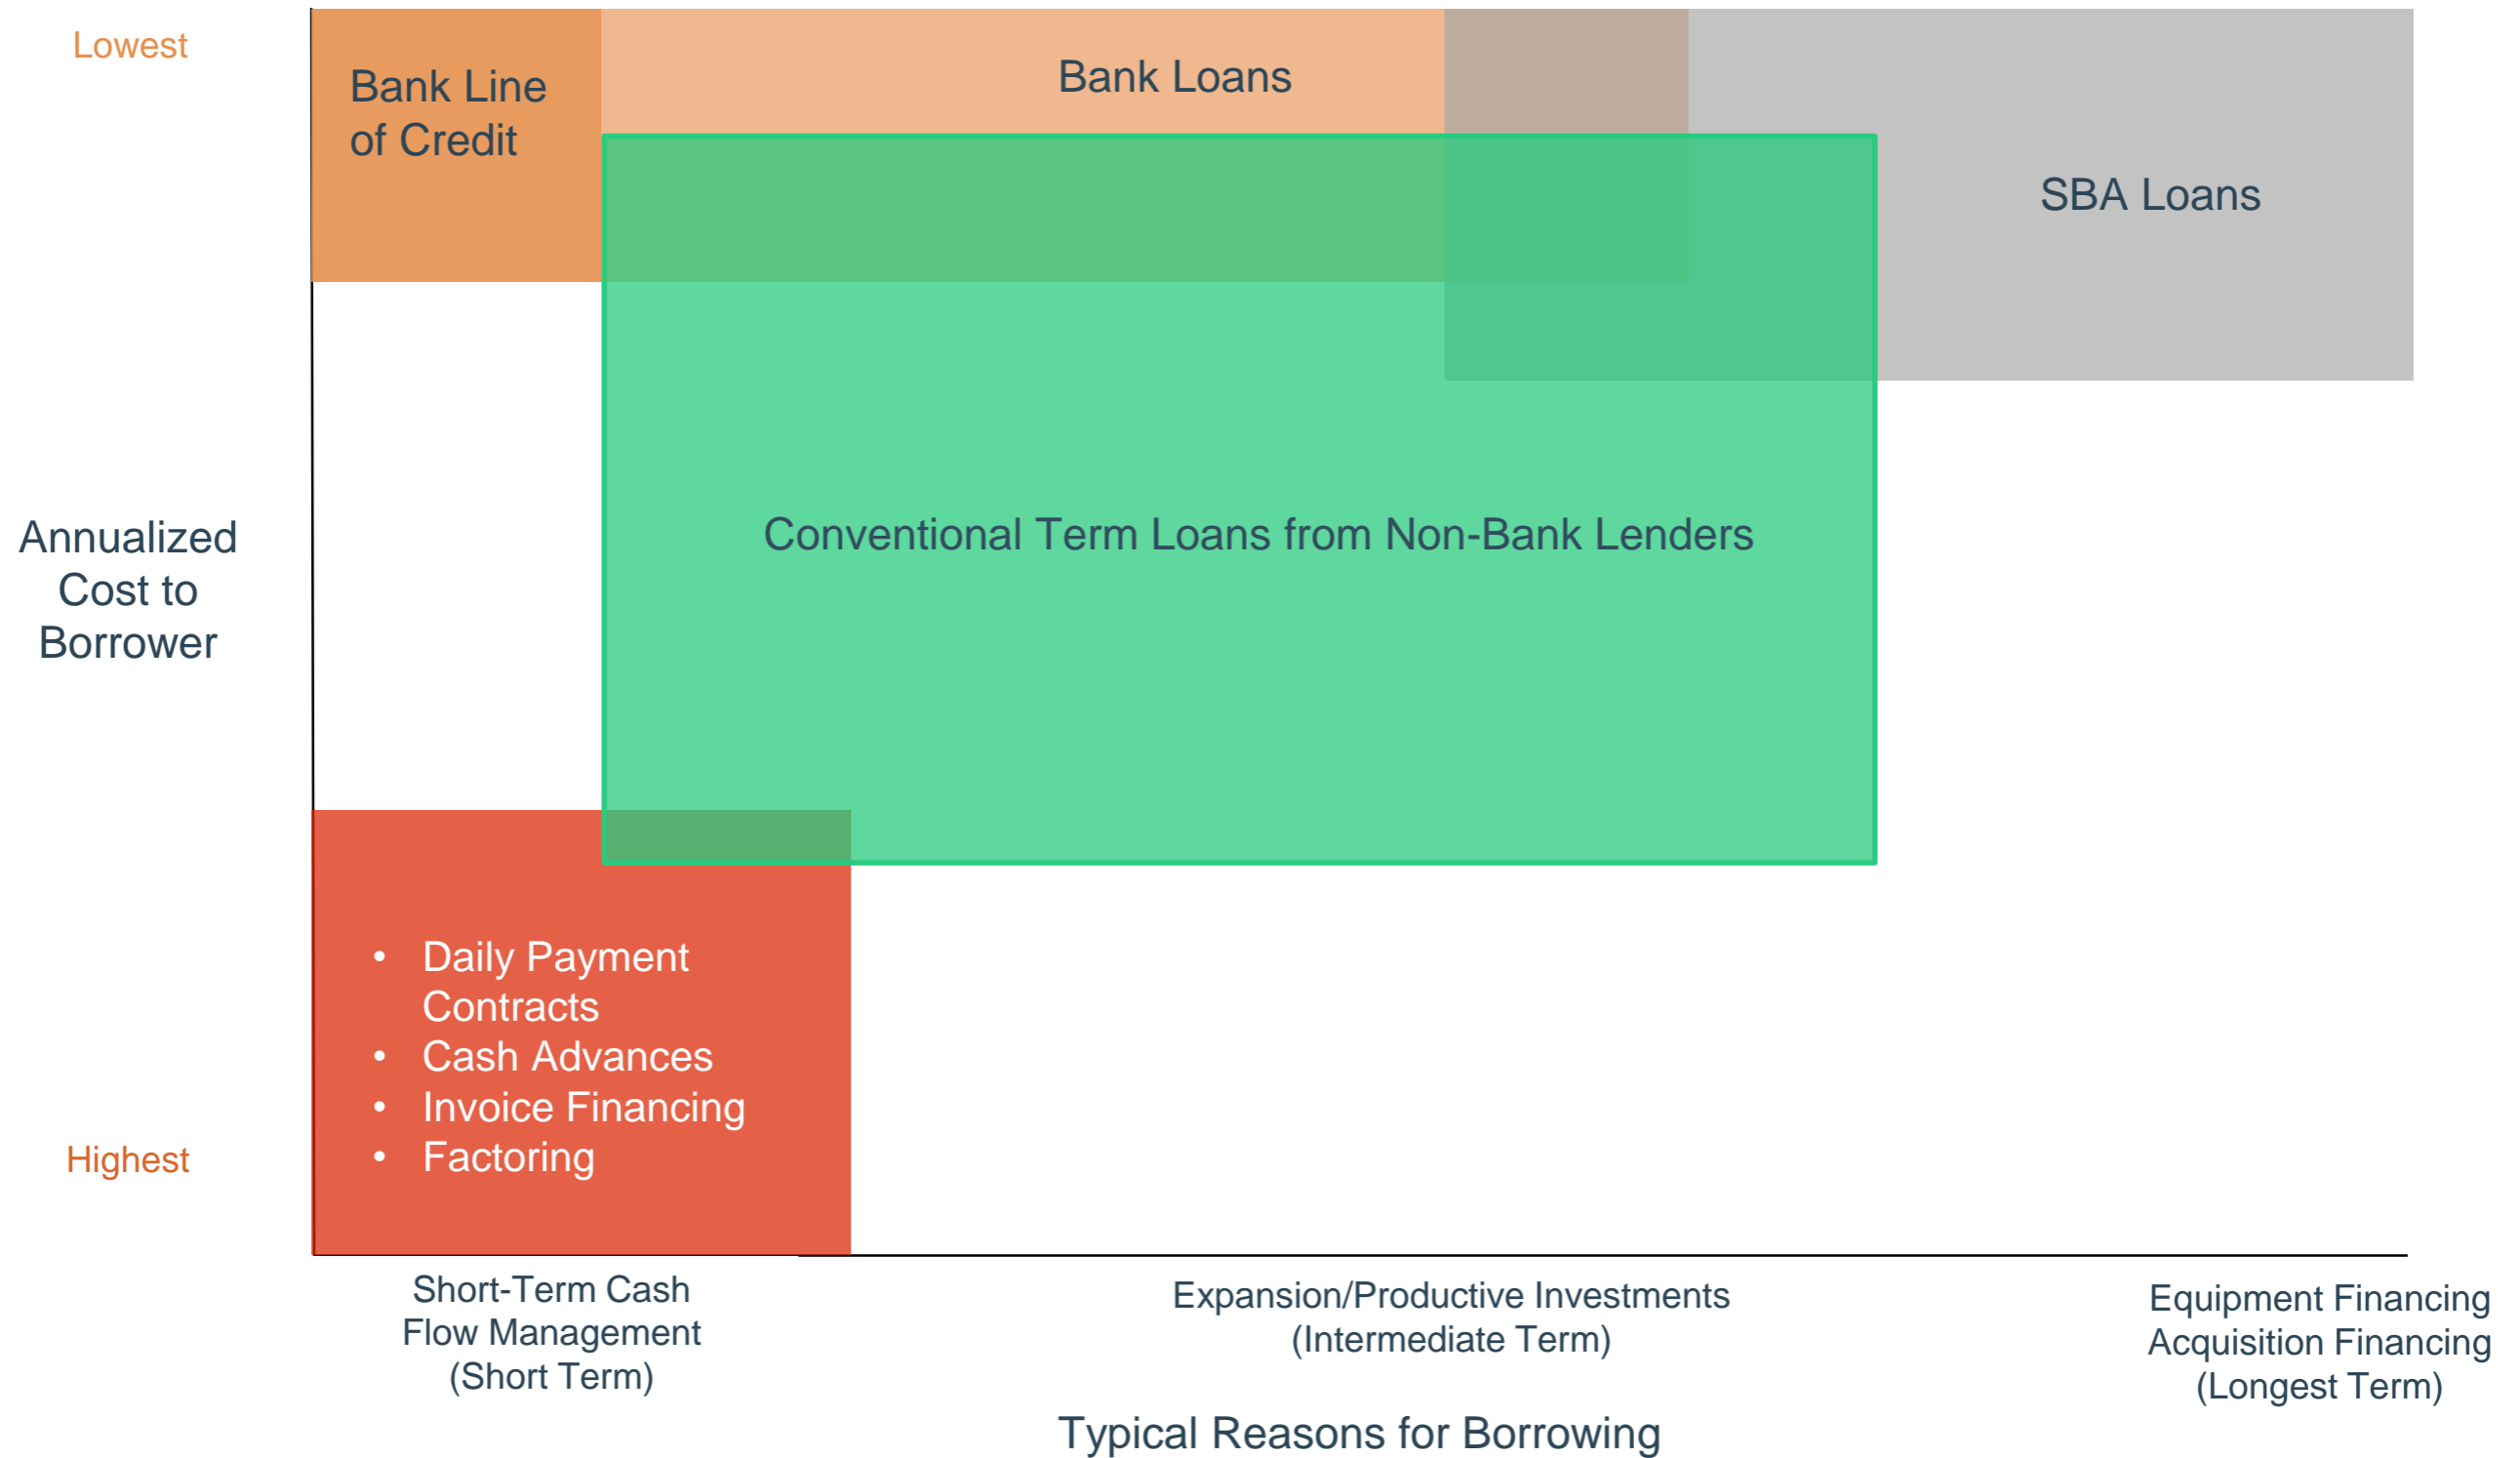 Lowest
Bank Line
of Credit
Bank Loans
SBA Loans
Annualized
Cost to
Borrower
Conventional Term Loans from Non-Bank Lenders
• Daily Payment
Contracts
• Cash Advances
• Invoice Financing
• Factoring
Highest
Short-Term Cash
Flow Management
(Short Term)
Expansion/Productive Investments
(Intermediate Term)
Equipment Financing
Acquisition Financing
(Longest Term)
Typical Reasons for Borrowing